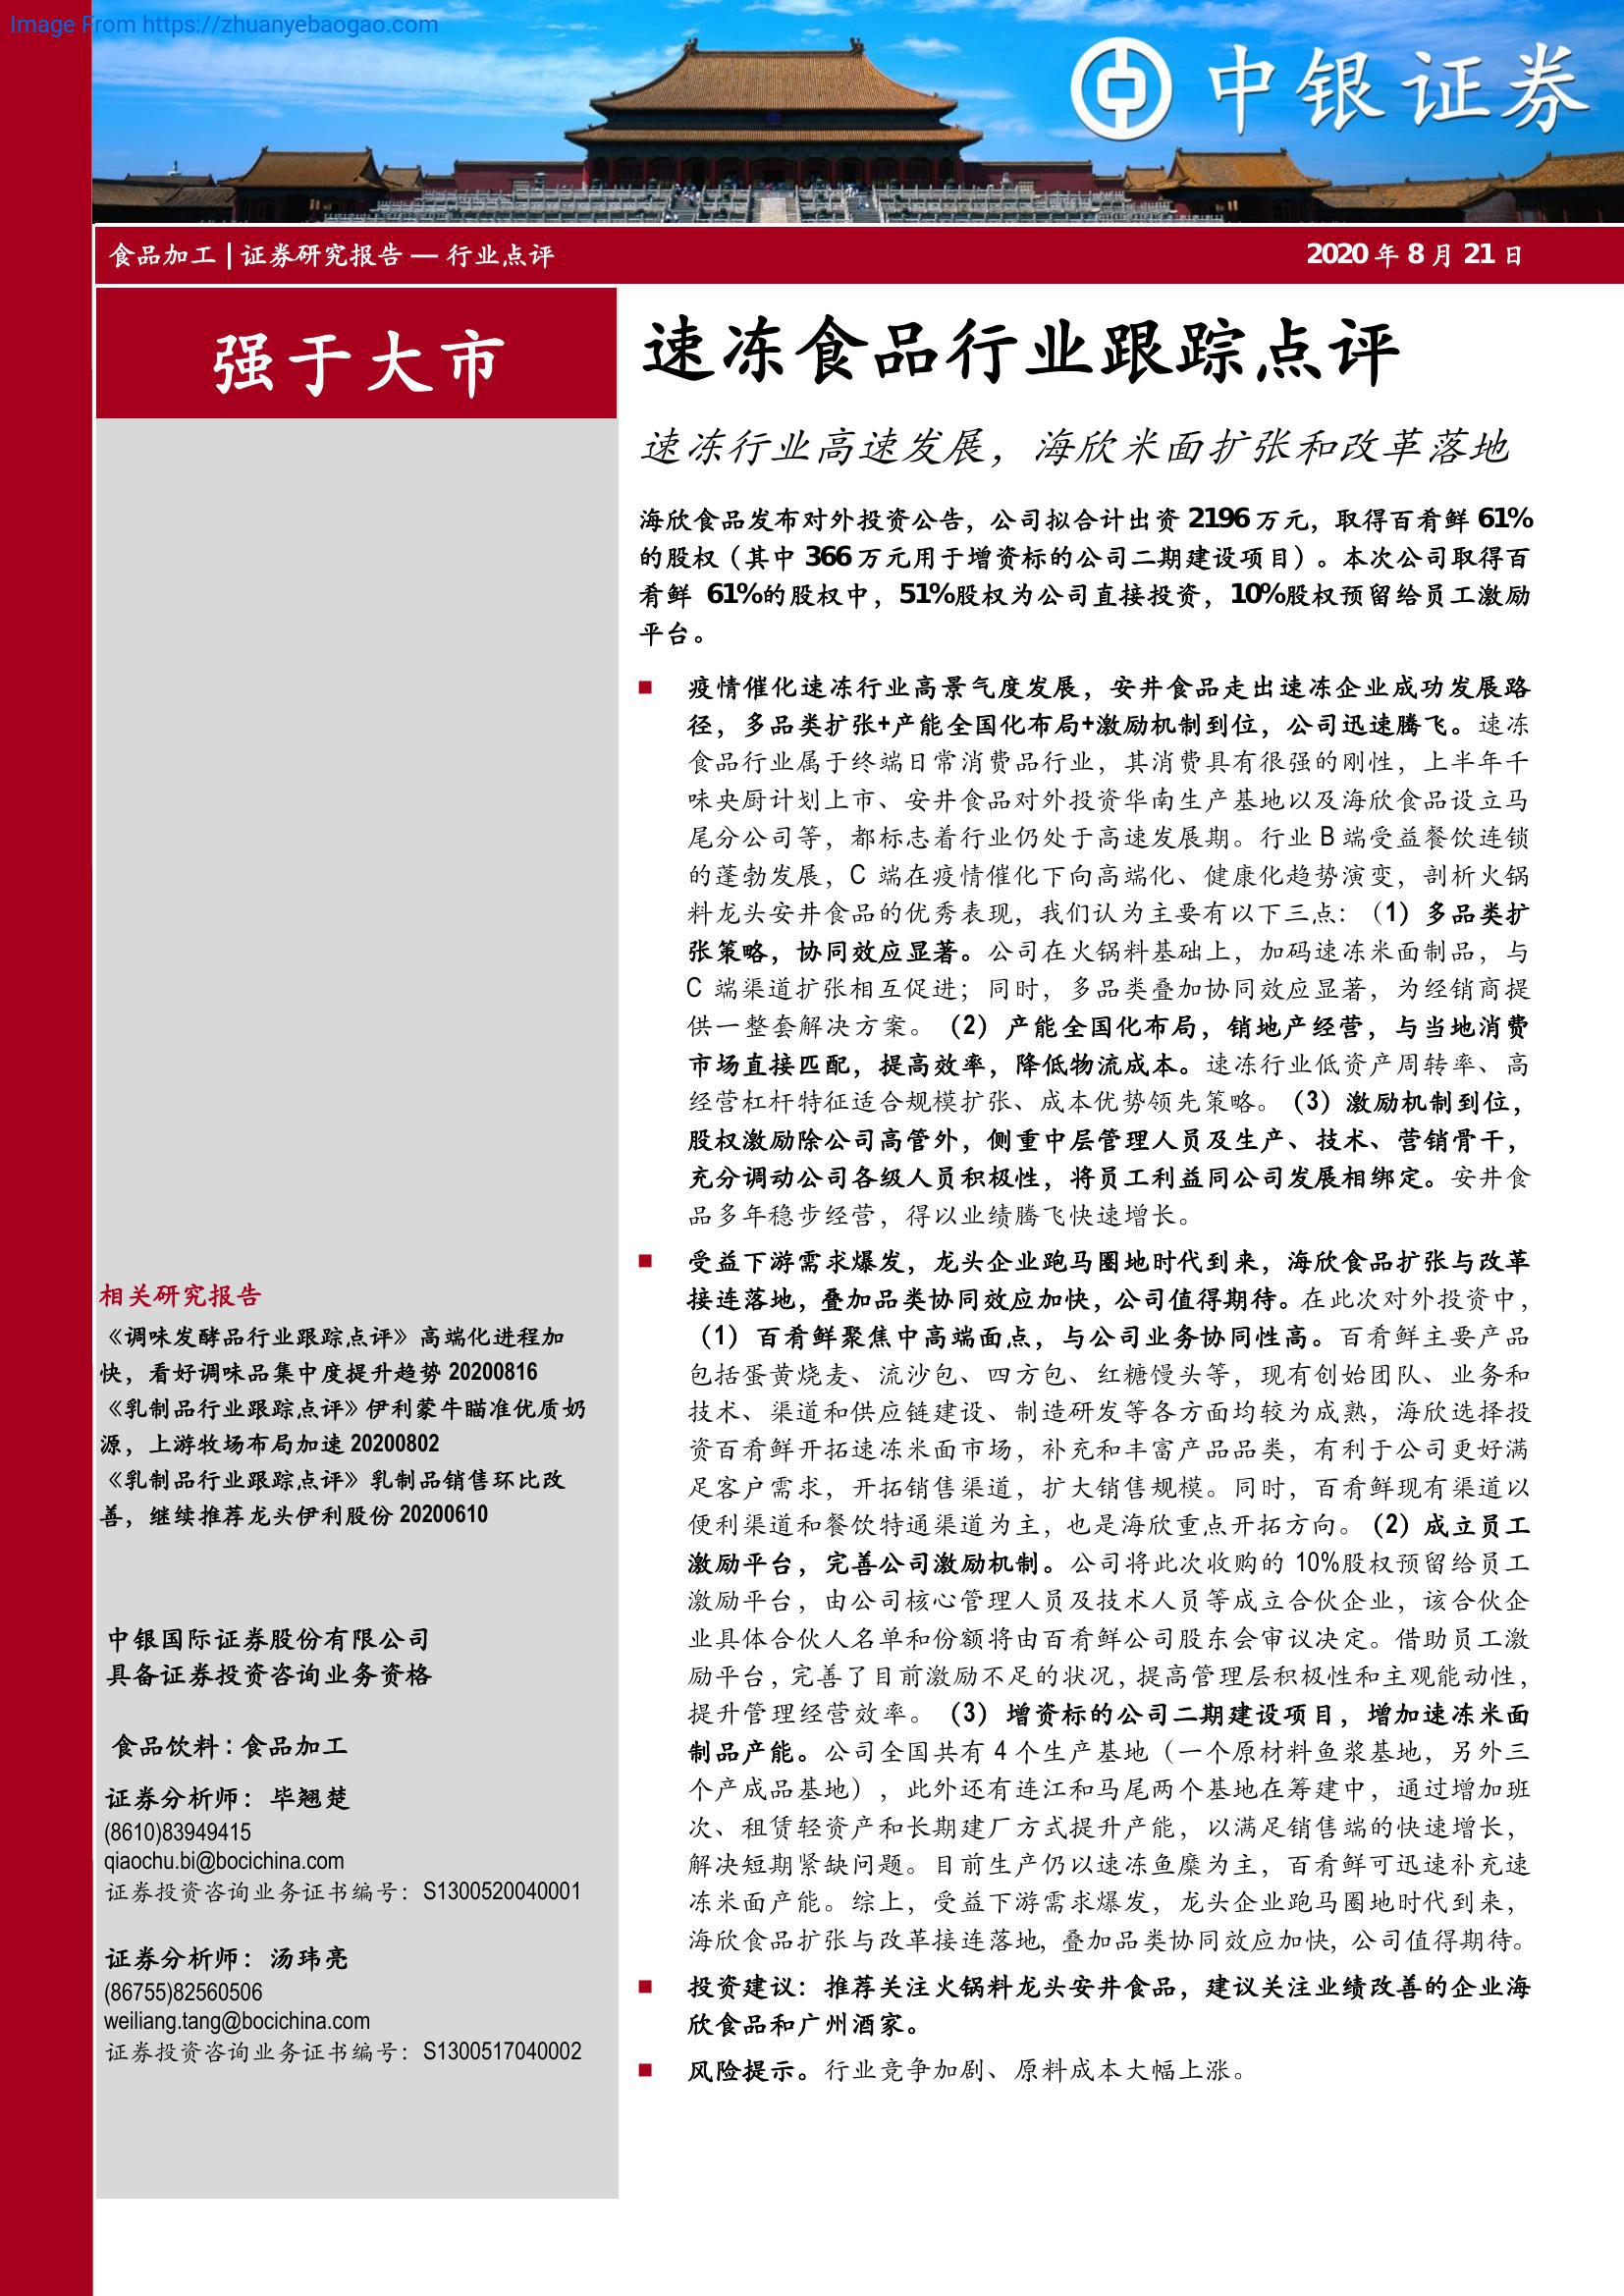 Image From https://zhuanyebaogao.com
中银证券
食品加工 | 证券研究报告 — 行业点评
2020 年 8 月 21 日
强于大市
速冻食品行业跟踪点评
速冻行业高速发展，海欣米面扩张和改革落地
海欣食品发布对外投资公告，公司拟合计出资 2196 万元，取得百肴鲜 61%
的股权（其中 366 万元用于增资标的公司二期建设项目）。本次公司取得百
肴鲜 61%的股权中，51%股权为公司直接投资，10%股权预留给员工激励
平台。
■ 疫情催化速冻行业高景气度发展，安井食品走出速冻企业成功发展路
径，多品类扩张+产能全国化布局+激励机制到位，公司迅速腾飞。速冻
食品行业属于终端日常消费品行业，其消费具有很强的刚性，上半年千
味央厨计划上市、安井食品对外投资华南生产基地以及海欣食品设立马
尾分公司等，都标志着行业仍处于高速发展期。行业 B 端受益餐饮连锁
的蓬勃发展，C 端在疫情催化下向高端化、健康化趋势演变，剖析火锅
料龙头安井食品的优秀表现，我们认为主要有以下三点：（1）多品类扩
张策略，协同效应显著。公司在火锅料基础上，加码速冻米面制品，与
C 端渠道扩张相互促进；同时，多品类叠加协同效应显著，为经销商提
供一整套解决方案。（2）产能全国化布局，销地产经营，与当地消费
市场直接匹配，提高效率，降低物流成本。速冻行业低资产周转率、高
经营杠杆特征适合规模扩张、成本优势领先策略。（3）激励机制到位，
股权激励除公司高管外，侧重中层管理人员及生产、技术、营销骨干，
充分调动公司各级人员积极性，将员工利益同公司发展相绑定。安井食
品多年稳步经营，得以业绩腾飞快速增长。
■ 受益下游需求爆发，龙头企业跑马圈地时代到来，海欣食品扩张与改革
接连落地，叠加品类协同效应加快，公司值得期待。在此次对外投资中，
（1）百肴鲜聚焦中高端面点，与公司业务协同性高。百肴鲜主要产品
包括蛋黄烧麦、流沙包、四方包、红糖馒头等，现有创始团队、业务和
技术、渠道和供应链建设、制造研发等各方面均较为成熟，海欣选择投
资百肴鲜开拓速冻米面市场，补充和丰富产品品类，有利于公司更好满
足客户需求，开拓销售渠道，扩大销售规模。同时，百肴鲜现有渠道以
便利渠道和餐饮特通渠道为主，也是海欣重点开拓方向。（2）成立员工
激励平台，完善公司激励机制。公司将此次收购的 10%股权预留给员工
激励平台，由公司核心管理人员及技术人员等成立合伙企业，该合伙企
业具体合伙人名单和份额将由百肴鲜公司股东会审议决定。借助员工激
励平台，完善了目前激励不足的状况，提高管理层积极性和主观能动性，
提升管理经营效率。（3）增资标的公司二期建设项目，增加速冻米面
制品产能。公司全国共有 4 个生产基地（一个原材料鱼浆基地，另外三
个产成品基地），此外还有连江和马尾两个基地在筹建中，通过增加班
次、租赁轻资产和长期建厂方式提升产能，以满足销售端的快速增长，
解决短期紧缺问题。目前生产仍以速冻鱼糜为主，百肴鲜可迅速补充速
冻米面产能。综上，受益下游需求爆发，龙头企业跑马圈地时代到来，
海欣食品扩张与改革接连落地，叠加品类协同效应加快，公司值得期待。
■ 投资建议：推荐关注火锅料龙头安井食品，建议关注业绩改善的企业海
欣食品和广州酒家。
■ 风险提示。行业竞争加剧、原料成本大幅上涨。
相关研究报告
《调味发酵品行业跟踪点评》高端化进程加
快，看好调味品集中度提升趋势 20200816
《乳制品行业跟踪点评》伊利蒙牛瞄准优质奶
源，上游牧场布局加速 20200802
《乳制品行业跟踪点评》乳制品销售环比改
善，继续推荐龙头伊利股份 20200610
中银国际证券股份有限公司
具备证券投资咨询业务资格
食品饮料 : 食品加工
证券分析师：毕翘楚
(8610)83949415
qiaochu.bi@bocichina.com
证券投资咨询业务证书编号：S1300520040001
证券分析师：汤玮亮
(86755)82560506
weiliang.tang@bocichina.com
证券投资咨询业务证书编号：S1300517040002